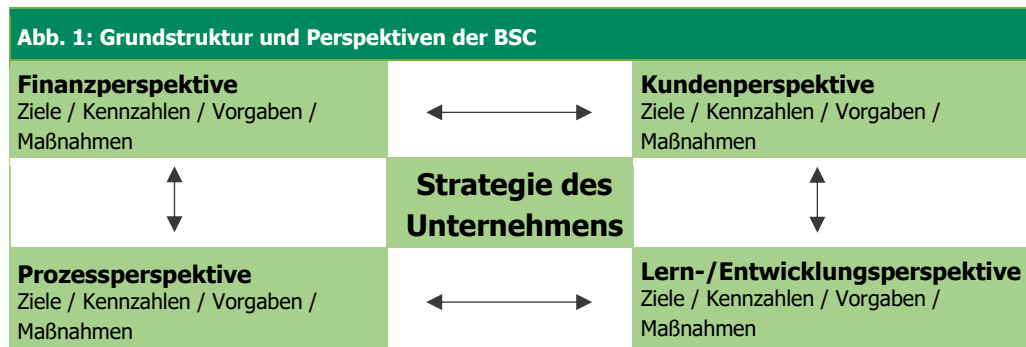 Abb. 1: Grundstruktur und Perspektiven der BSC
Finanzperspektive
Ziele / Kennzahlen / Vorgaben /
Maßnahmen
Kundenperspektive
Ziele / Kennzahlen / Vorgaben /
Maßnahmen
Strategie des
Unternehmens
Prozessperspektive
Ziele / Kennzahlen / Vorgaben /
Maßnahmen
Lern-/Entwicklungsperspektive
Ziele / Kennzahlen / Vorgaben /
Maßnahmen